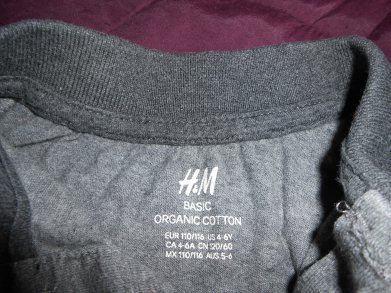 H&M
BASIC
ORGANIC COTTON
EUR 110/116 US 4-6Y
CA 4-6A CN 120/60
MX 110/116 AUS 5-6